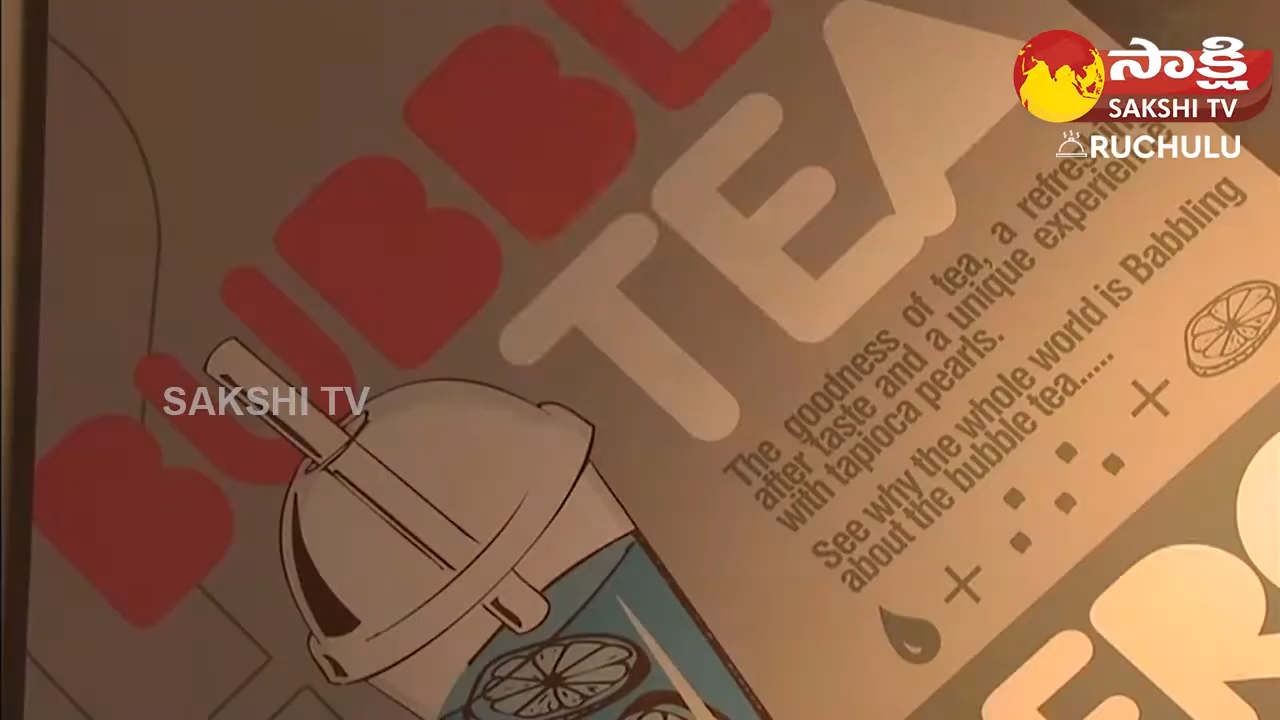 BUBBLE
TEA
The goodness of tea, a refreshing
after taste and a unique experience
with tapioca pearls.
See why the whole world is Babbling
about the bubble tea.....
సాక్షి
SAKSHI TV
RUCHULU
SAKSHI TV